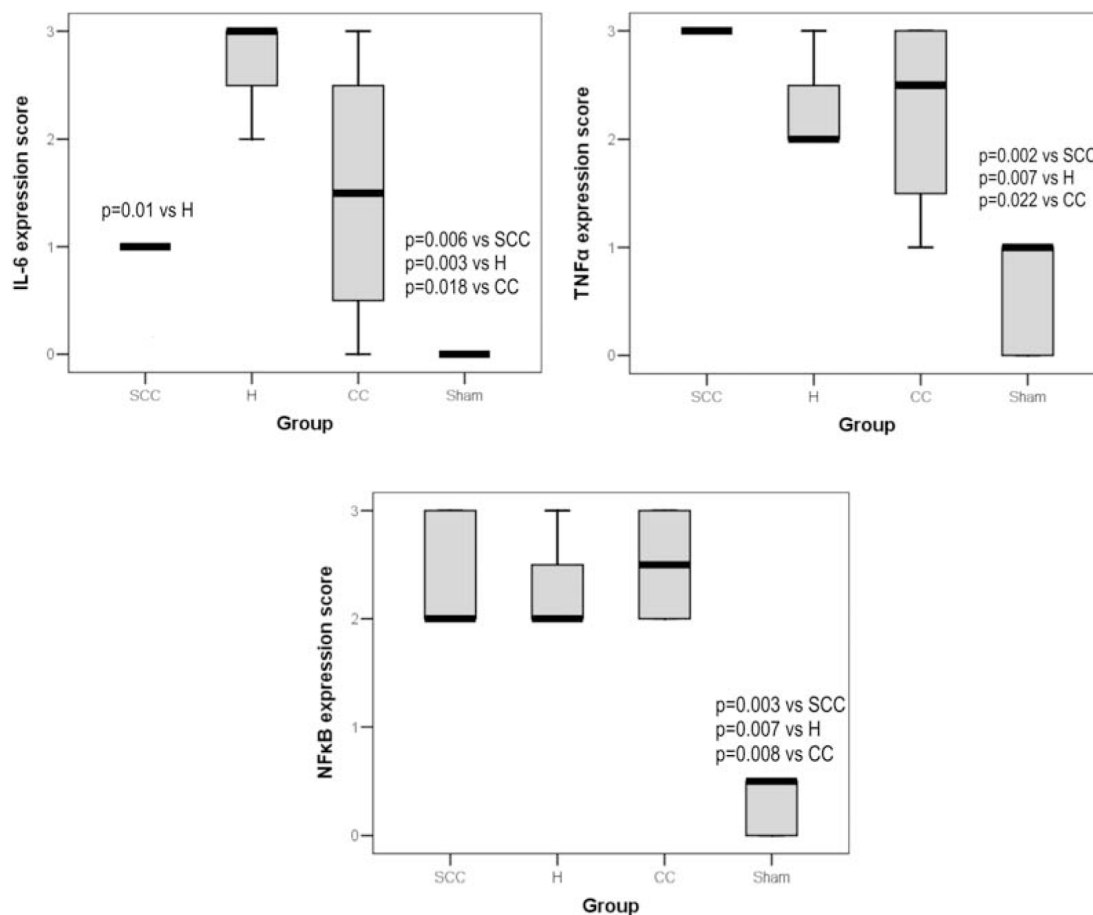 IL-6 expression score
3
2
1
0
p=0.01 vs H
p=0.006 vs SCC
p=0.003 vs H
p=0.018 vs CC
SCC H CC Sham
Group
TNFα expression score
3
2
1
0
p=0.002 vs SCC
p=0.007 vs H
p=0.022 vs CC
SCC H CC Sham
Group
NFκB expression score
3
2
1
0
p=0.003 vs SCC
p=0.007 vs H
p=0.008 vs CC
SCC H CC Sham
Group